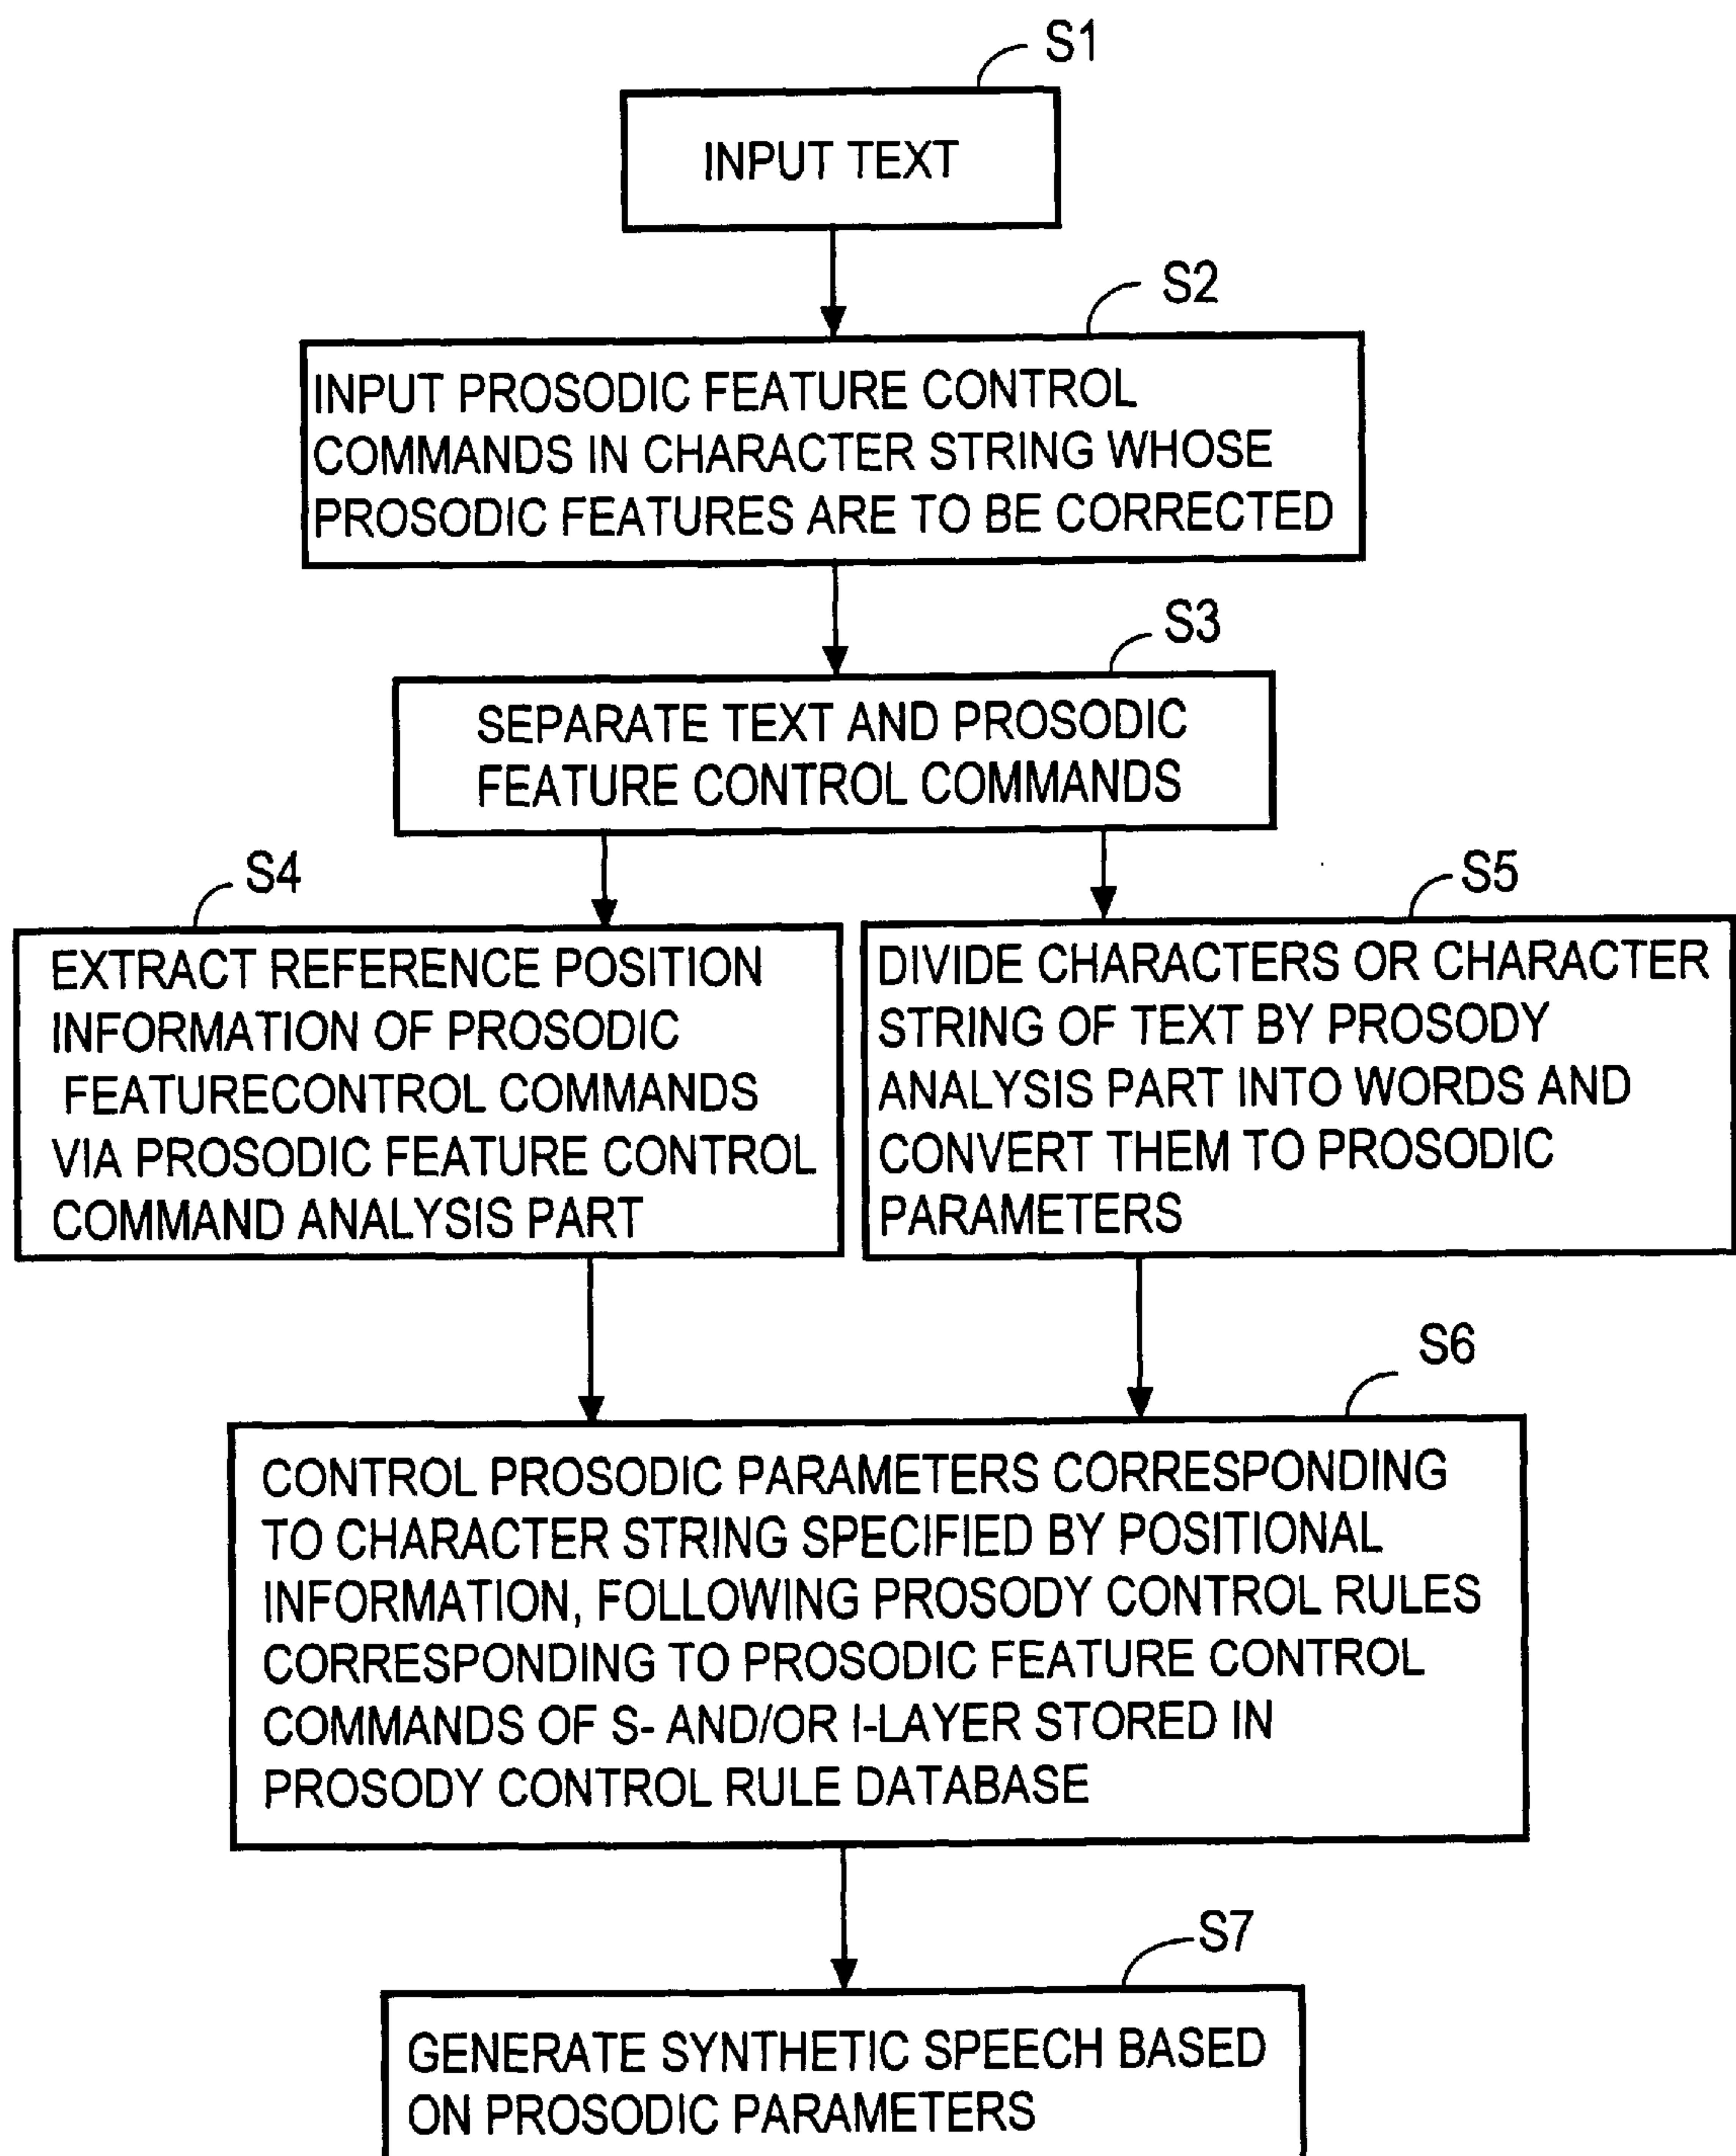 S1
INPUT TEXT
S2
INPUT PROSODIC FEATURE CONTROL
COMMANDS IN CHARACTER STRING WHOSE
PROSODIC FEATURES ARE TO BE CORRECTED
S3
SEPARATE TEXT AND PROSODIC
FEATURE CONTROL COMMANDS
S4
EXTRACT REFERENCE POSITION
INFORMATION OF PROSODIC
FEATURECONTROL COMMANDS
VIA PROSODIC FEATURE CONTROL
COMMAND ANALYSIS PART
S5
DIVIDE CHARACTERS OR CHARACTER
STRING OF TEXT BY PROSODY
ANALYSIS PART INTO WORDS AND
CONVERT THEM TO PROSODIC
PARAMETERS
S6
CONTROL PROSODIC PARAMETERS CORRESPONDING
TO CHARACTER STRING SPECIFIED BY POSITIONAL
INFORMATION, FOLLOWING PROSODY CONTROL RULES
CORRESPONDING TO PROSODIC FEATURE CONTROL
COMMANDS OF S- AND/OR I-LAYER STORED IN
PROSODY CONTROL RULE DATABASE
S7
GENERATE SYNTHETIC SPEECH BASED
ON PROSODIC PARAMETERS